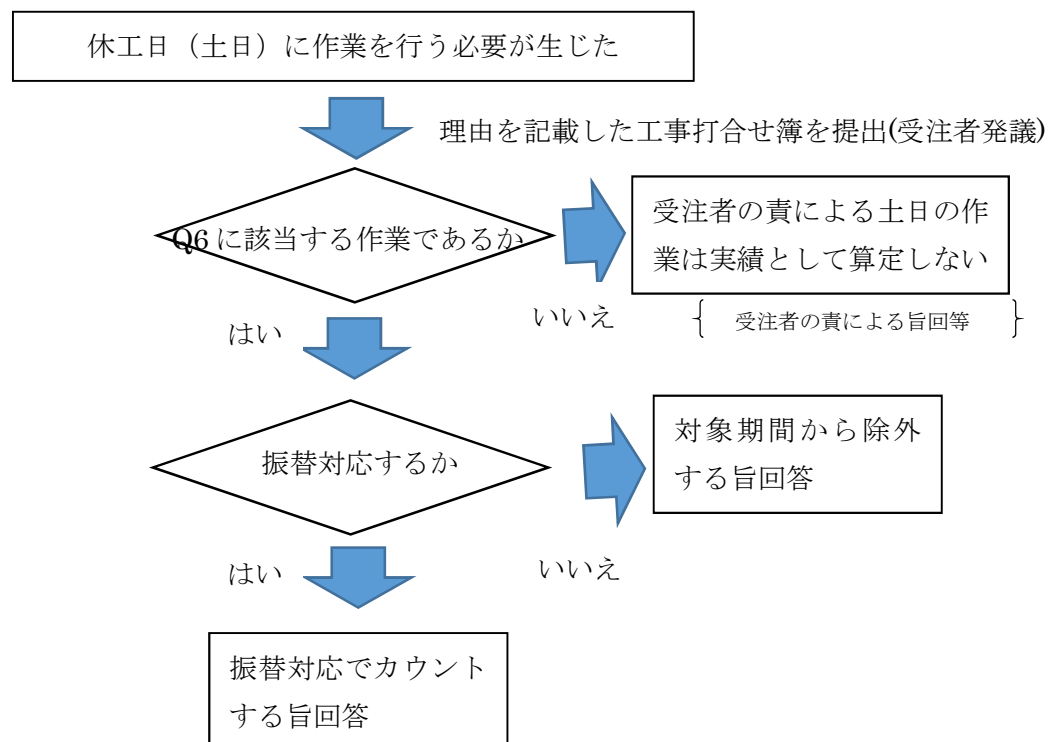 休工日（土日）に作業を行う必要が生じた
理由を記載した工事打合せ簿を提出(受注者発議)
Q6に該当する作業であるか
受注者の責による土日の作
業は実績として算定しない
いいえ
受注者の責による旨回等
はい
振替対応するか
対象期間から除外
する旨回答
はい
いいえ
振替対応でカウント
する旨回答